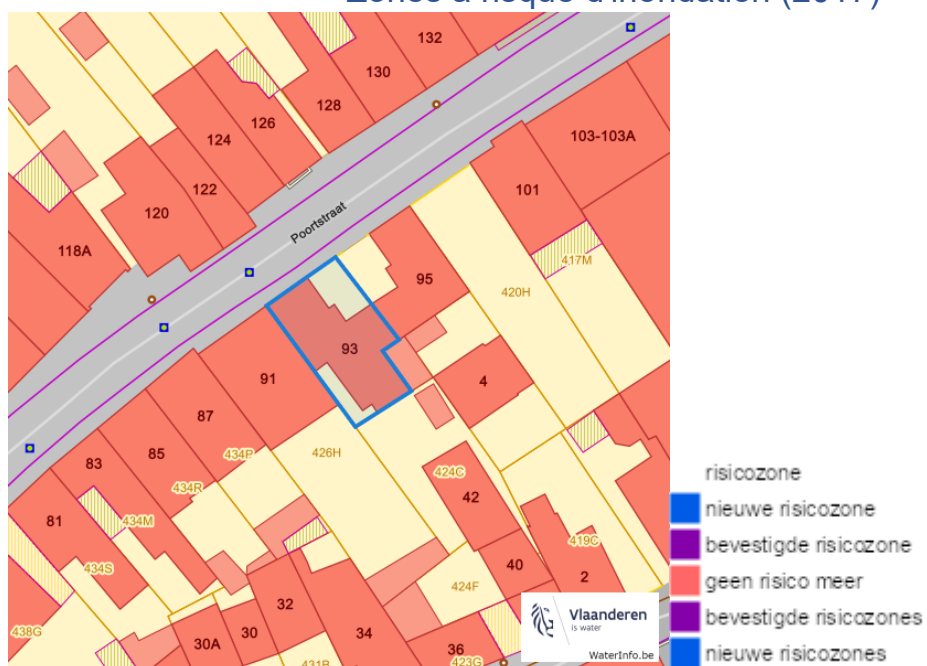 Zones à risque d'inondation (2017)
132
130
128
126
124
122
120
118A
103-103A
101
Poortstraat
417M
95
420H
93
91
4
87
434P
426H
85
434R
83
424C
42
81
434M
419C
434S
40
2
424F
32
30
438G
30A
34
36
431B
423G
Vlaanderen
is water
WaterInfo.be
risicozone
nieuwe risicozone
bevestigde risicozone
geen risico meer
bevestigde risicozones
nieuwe risicozones